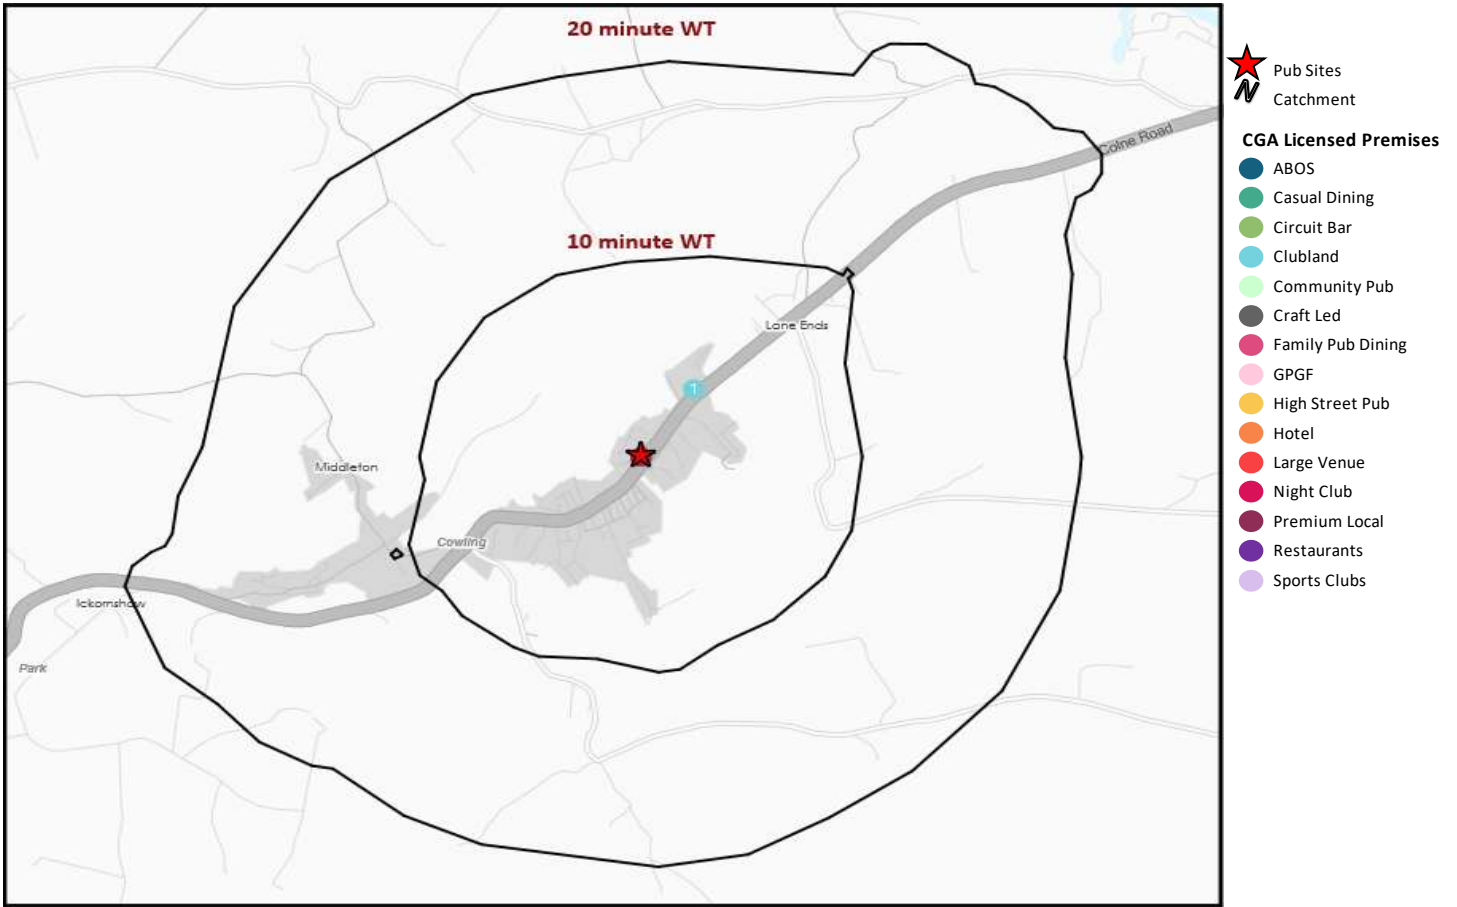 20 minute WT
Colne Road
10 minute WT
Lane Ends
1
Middleton
Cowling
Ickornshaw
Park
Pub Sites
Catchment
CGA Licensed Premises
ABOS
Casual Dining
Circuit Bar
Clubland
Community Pub
Craft Led
Family Pub Dining
GPGF
High Street Pub
Hotel
Large Venue
Night Club
Premium Local
Restaurants
Sports Clubs